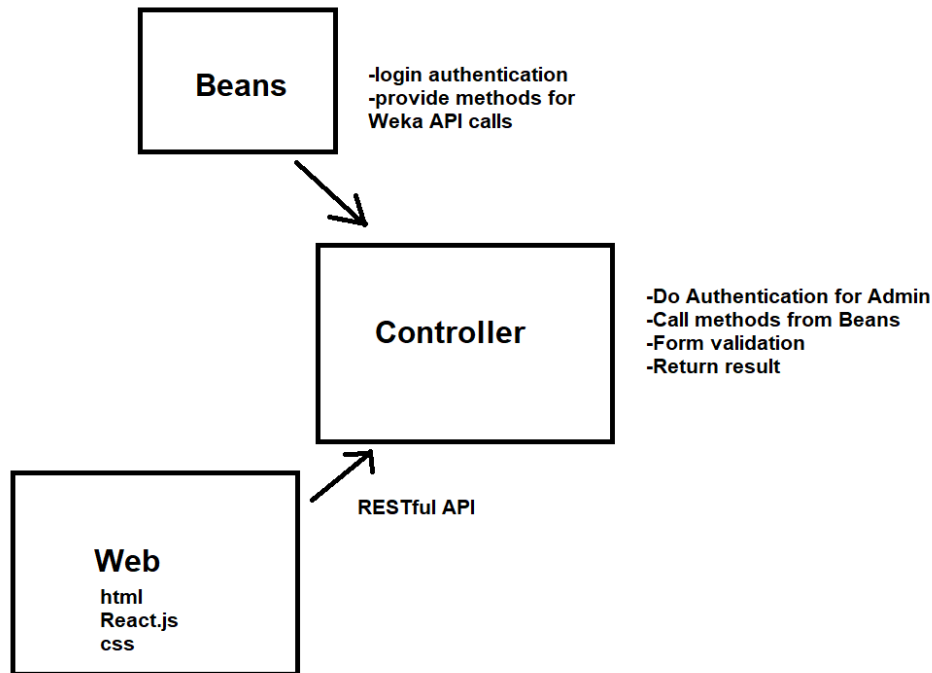 Beans
-login authentication
-provide methods for
Weka API calls
Controller
-Do Authentication for Admin
-Call methods from Beans
-Form validation
-Return result
RESTful API
Web
html
React.js
css